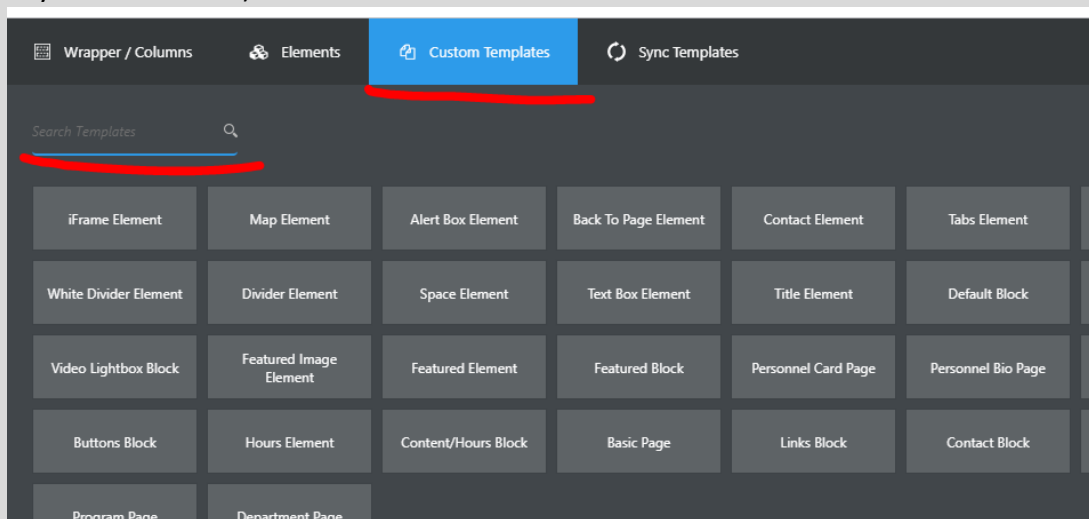 Wrapper / Columns Elements Custom Templates Sync Templates
Search Templates
iFrame Element Map Element Alert Box Element Back To Page Element Contact Element Tabs Element
White Divider Element Divider Element Space Element Text Box Element Title Element Default Block
Video Lightbox Block Featured Image Element Featured Element Featured Block Personnel Card Page Personnel Bio Page
Buttons Block Hours Element Content/Hours Block Basic Page Links Block Contact Block
Program Page Department Page